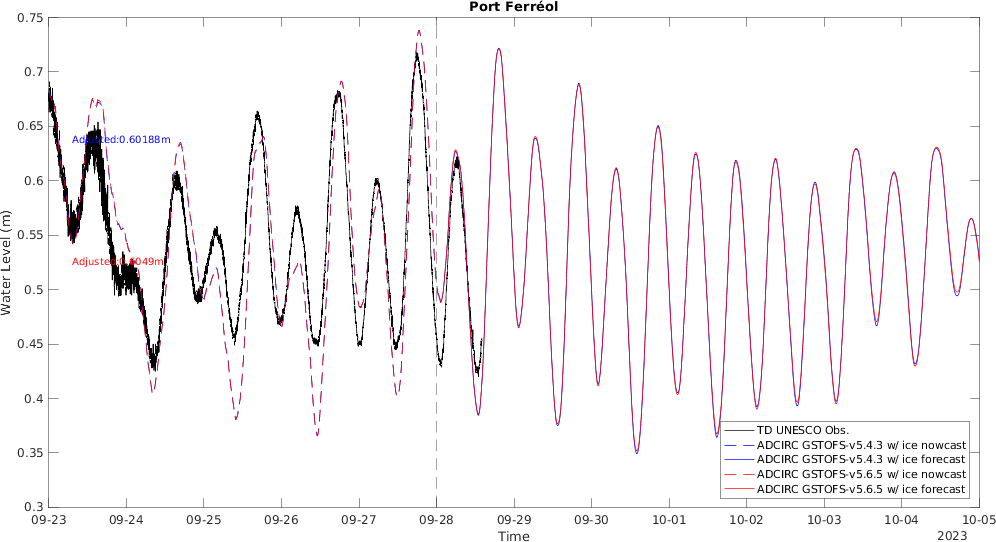 Port Ferréol
0.75
0.7
0.65
0.6
0.55
0.5
0.45
0.4
0.35
0.3
Water Level (m)
Adjusted:0.60188m
Adjusted:0.6049m
TD UNESCO Obs.
ADCIRC GSTOFS-v5.4.3 w/ ice nowcast
ADCIRC GSTOFS-v5.4.3 w/ ice forecast
ADCIRC GSTOFS-v5.6.5 w/ ice nowcast
ADCIRC GSTOFS-v5.6.5 w/ ice forecast
09-23 09-24 09-25 09-26 09-27 09-28 09-29 09-30 10-01 10-02 10-03 10-04 10-05
Time
2023